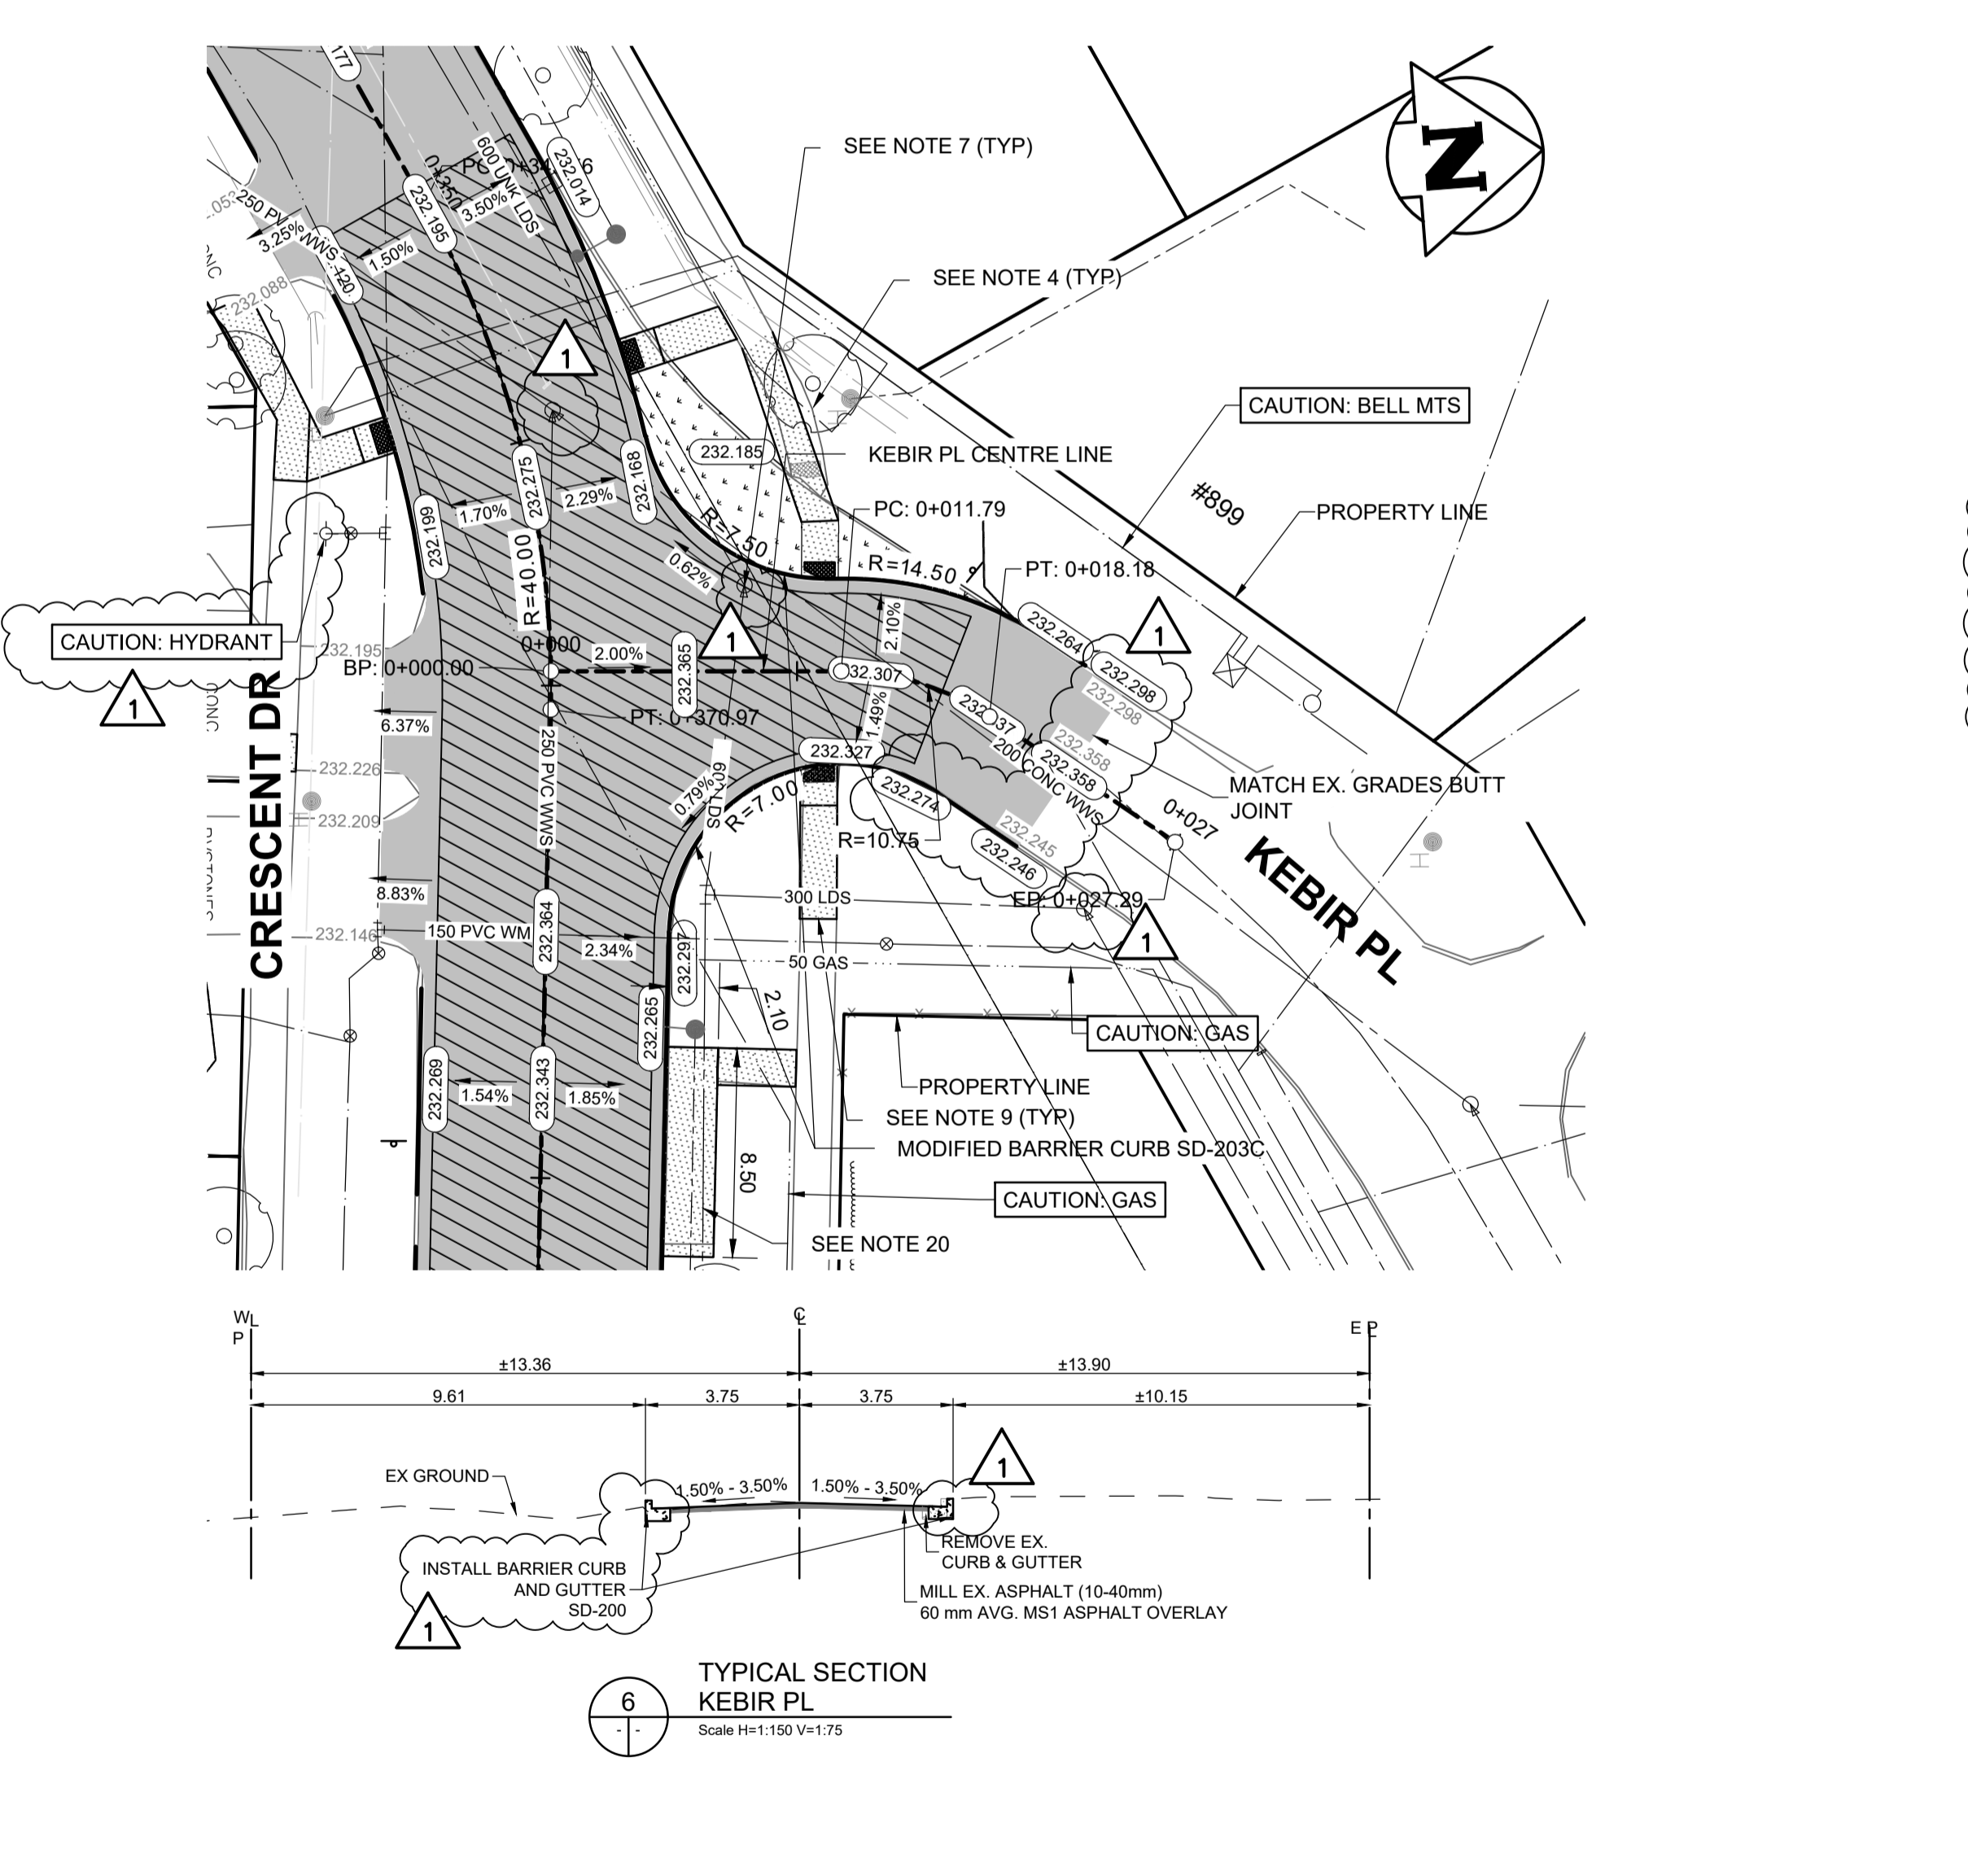 177
N
SEE NOTE 7 (TYP)
600 UNK LDS
232.014
3.50%
232.195
3.25%
1.50%
232.088
SEE NOTE 4 (TYP)
CAUTION: BELL MTS
232.185
KEBIR PL CENTRE LINE
232.168
232.275
2.29%
1.70%
232.199
#899
PROPERTY LINE
PC: 0+011.79
R=7.50
0.62%
R=14.50
PT: 0+018.18
R=40.00
2.10%
232.264
1
1
1
CAUTION: HYDRANT
1
232.195
0+000
2.00%
232.365
BP: 0+000.00
232.298
232.298
1.49%
6.37%
232.358
232.358
200 CONC WWS
232.327
CONC
CRESCENT DR
250 PVC WWS
232.226
MATCH EX. GRADES BUTT
JOINT
0.79%
R=7.00
232.274
0+027
232.209
R=10.75
232.245
232.246
KEBIR PL
8.83%
300 LDS
EP: 0+027.29
232.146
150 PVC WM
232.364
2.34%
232.297
1
50 GAS
2.10
232.265
CAUTION: GAS
232.269
232.343
1.54%
1.85%
PROPERTY LINE
SEE NOTE 9 (TYP)
MODIFIED BARRIER CURB SD-203C
8.50
CAUTION: GAS
SEE NOTE 20
W PL
CL
E PL
±13.36
±13.90
9.61
3.75
3.75
±10.15
EX GROUND
1.50% - 3.50%
1.50% - 3.50%
1
INSTALL BARRIER CURB
AND GUTTER
SD-200
1
REMOVE EX.
CURB & GUTTER
MILL EX. ASPHALT (10-40mm)
60 mm AVG. MS1 ASPHALT OVERLAY
6
- -
TYPICAL SECTION
KEBIR PL
Scale H=1:150 V=1:75